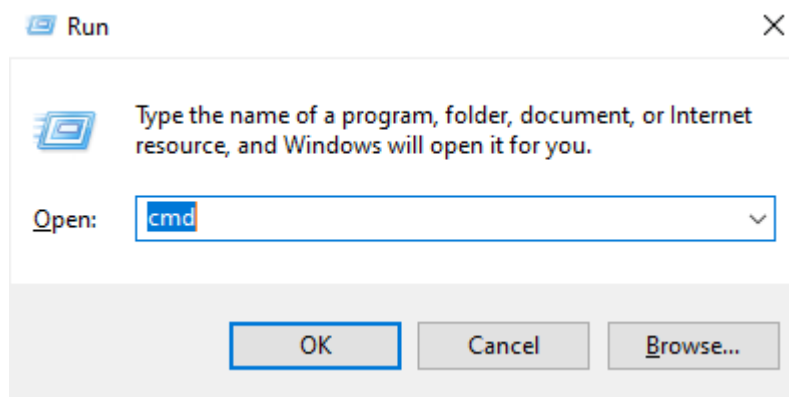 Run
Type the name of a program, folder, document, or Internet
resource, and Windows will open it for you.
Open: cmd
OK Cancel Browse...